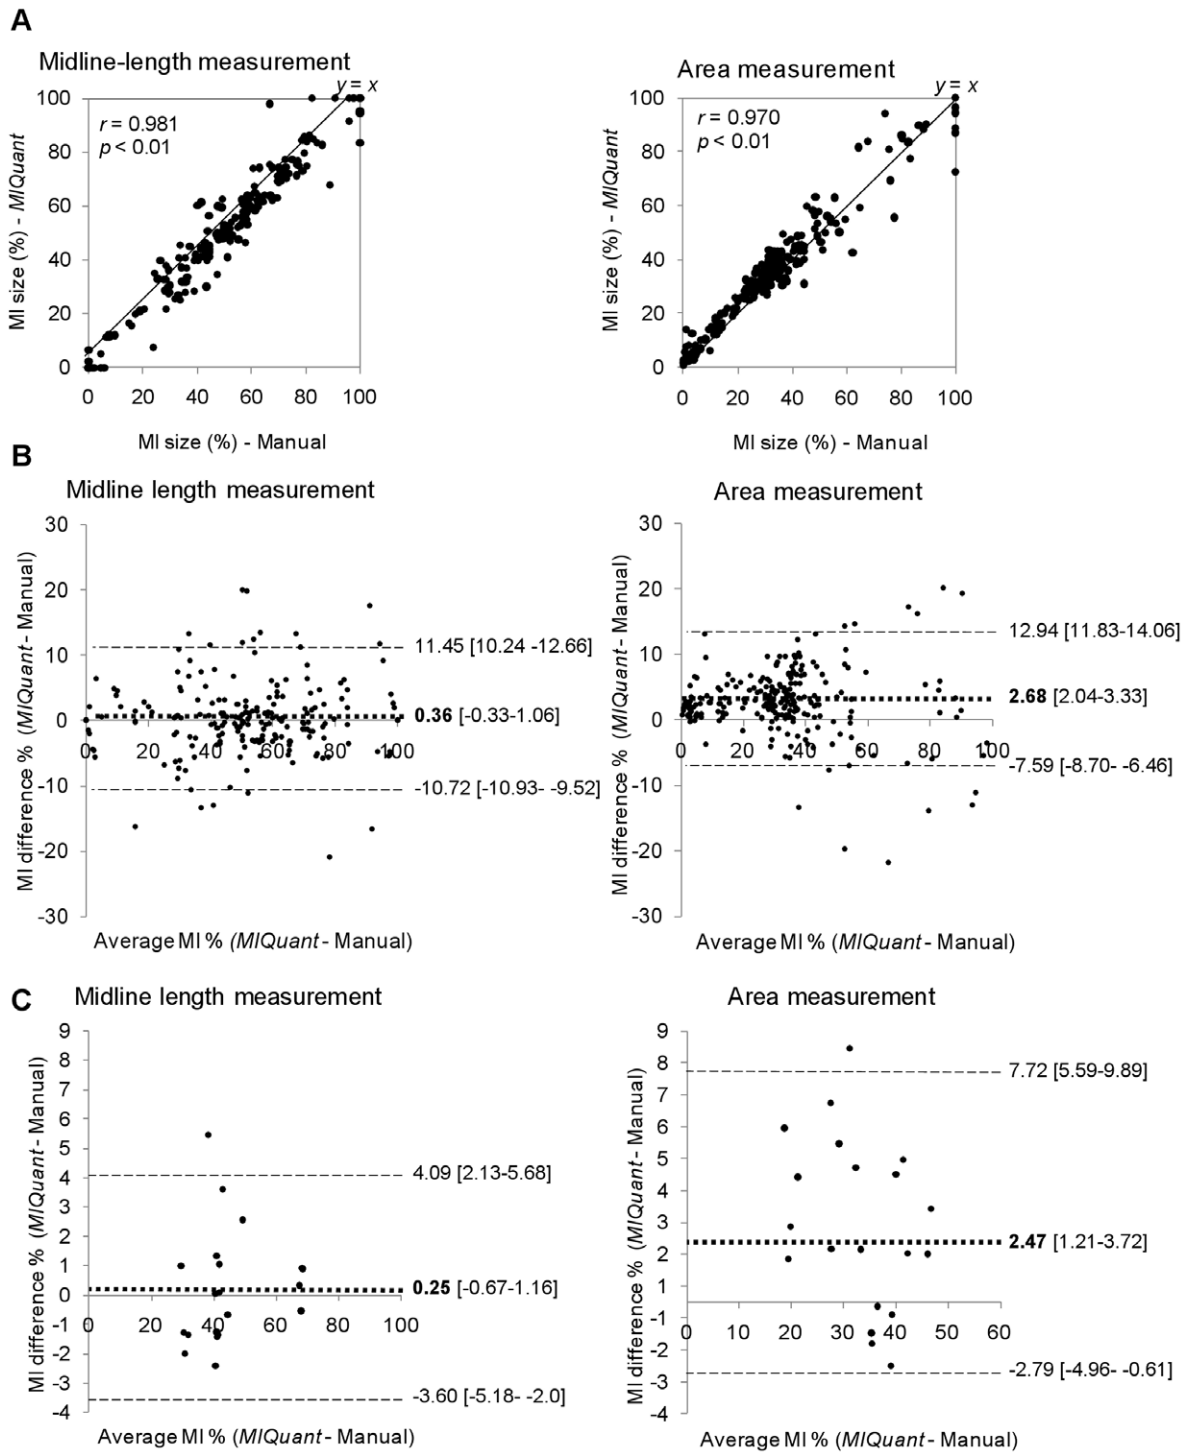 A
Midline-length measurement
y = x
r = 0.981
p < 0.01
100
80
60
40
20
0
0 20 40 60 80 100
MI size (%) - MIQuant
MI size (%) - Manual
Area measurement
y = x
r = 0.970
p < 0.01
100
80
60
40
20
0
0 20 40 60 80 100
MI size (%) - MIQuant
MI size (%) - Manual
B
Midline length measurement
30
20
10
0
-10
-20
-30
0 20 40 60 80 100
11.45 [10.24 -12.66]
0.36 [-0.33-1.06]
-10.72 [-10.93- -9.52]
MI difference % (MIQuant - Manual)
Average MI % (MIQuant - Manual)
Area measurement
30
20
10
0
-10
-20
-30
0 20 40 60 80 100
12.94 [11.83-14.06]
2.68 [2.04-3.33]
-7.59 [-8.70- -6.46]
MI difference % (MIQuant - Manual)
Average MI % (MIQuant - Manual)
C
Midline length measurement
9
8
7
6
5
4
3
2
1
0
-1
-2
-3
-4
0 20 40 60 80 100
4.09 [2.13-5.68]
0.25 [-0.67-1.16]
-3.60 [-5.18- -2.0]
MI difference % (MIQuant - Manual)
Average MI % (MIQuant - Manual)
Area measurement
9
8
7
6
5
4
3
2
1
-1
-2
-3
-4
0 10 20 30 40 50 60
7.72 [5.59-9.89]
2.47 [1.21-3.72]
-2.79 [-4.96- -0.61]
MI difference % (MIQuant - Manual)
Average MI % (MIQuant - Manual)